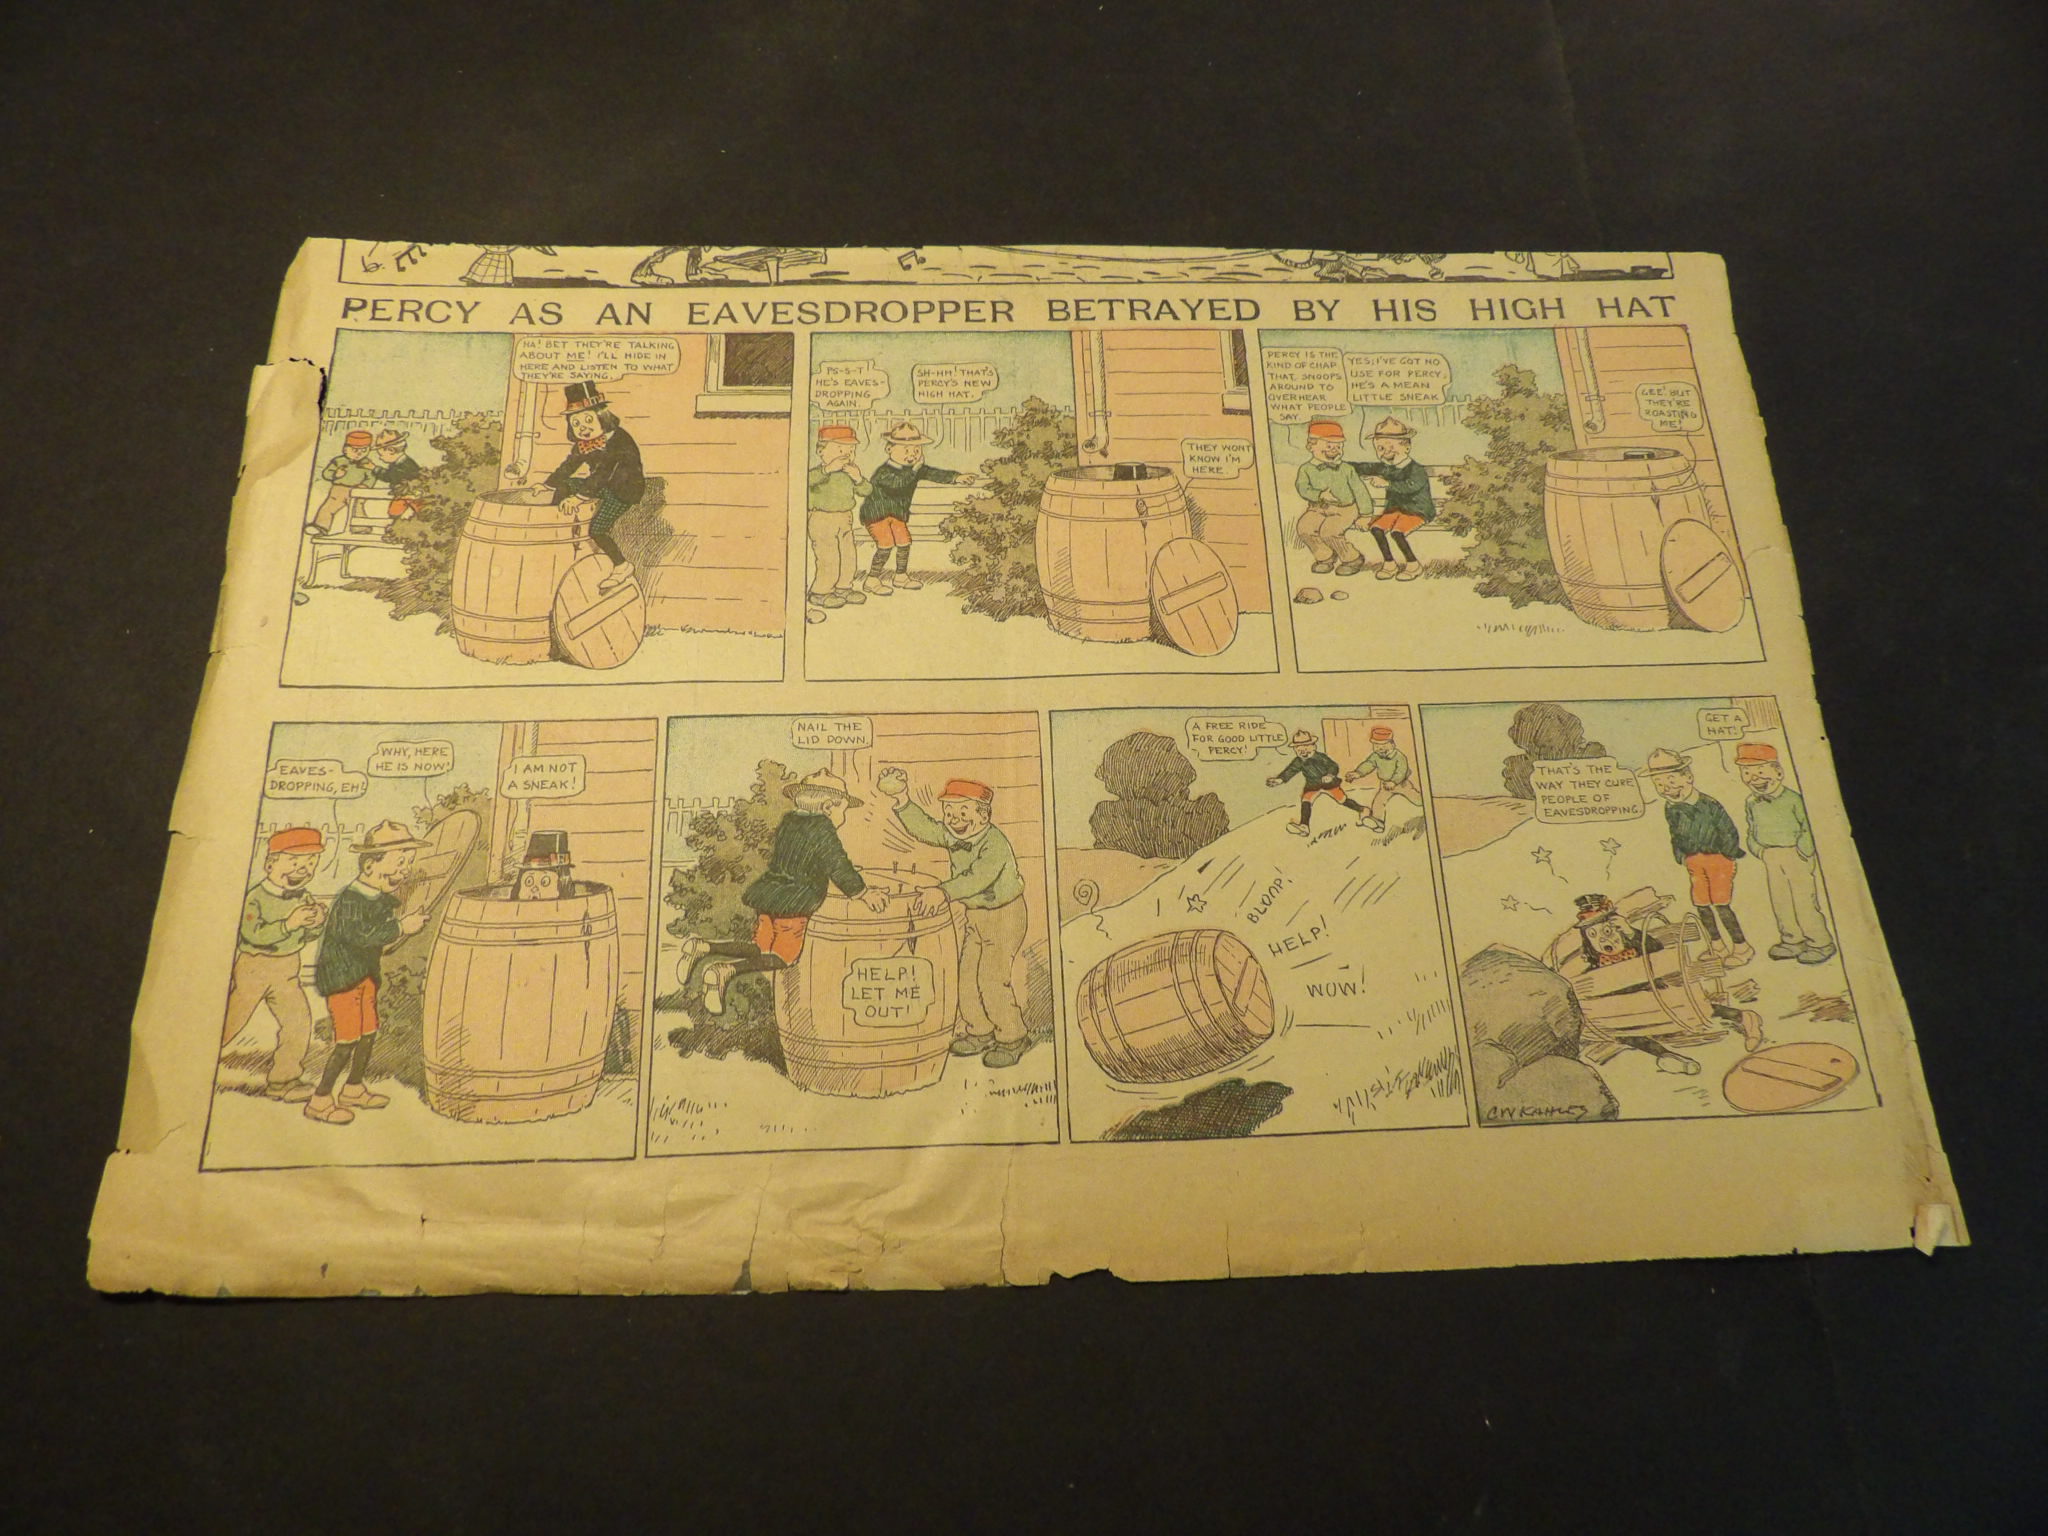 PERCY AS AN EAVESDROPPER BETRAYED BY HIS HIGH HAT
HA! BET THEY'RE TALKING
ABOUT ME! I'LL HIDE IN
HERE AND LISTEN TO WHAT
THEY'RE SAYING.
PS-S-T!
HE'S EAVES-
DROPPING
AGAIN.
SH-HH! THAT'S
PERCY'S NEW
HIGH HAT.
THEY WONT
KNOW I'M
HERE.
PERCY IS THE
KIND OF CHAP
THAT SNOOPS
AROUND TO
OVERHEAR
WHAT PEOPLE
SAY.
YES; I'VE GOT NO
USE FOR PERCY;
HE'S A MEAN
LITTLE SNEAK
GEE! BUT
THEY'RE
ROASTING
ME!
EAVES-
DROPPING, EH!
WHY, HERE
HE IS NOW!
I AM NOT
A SNEAK!
NAIL THE
LID DOWN.
HELP!
LET ME
OUT!
A FREE RIDE
FOR GOOD LITTLE
PERCY!
BLOMP!
HELP!
WOW!
THAT'S THE
WAY THEY CURE
PEOPLE OF
EAVESDROPPING.
GET A
HAT!
CW KAHLES